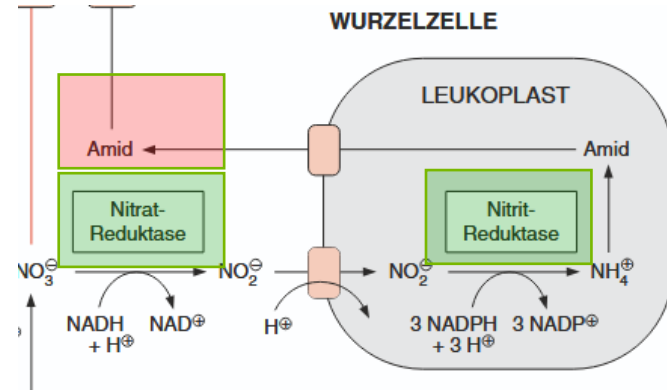 WURZELZELLE
LEUKOPLAST
Amid
Amid
Nitrat-
Reduktase
Nitrit-
Reduktase
NO₃⊖
NO₂⊖
NO₂⊖
NH₄⊕
NADH
+ H⊕
NAD⊕
H⊕
3 NADPH
+ 3 H⊕
3 NADP⊕